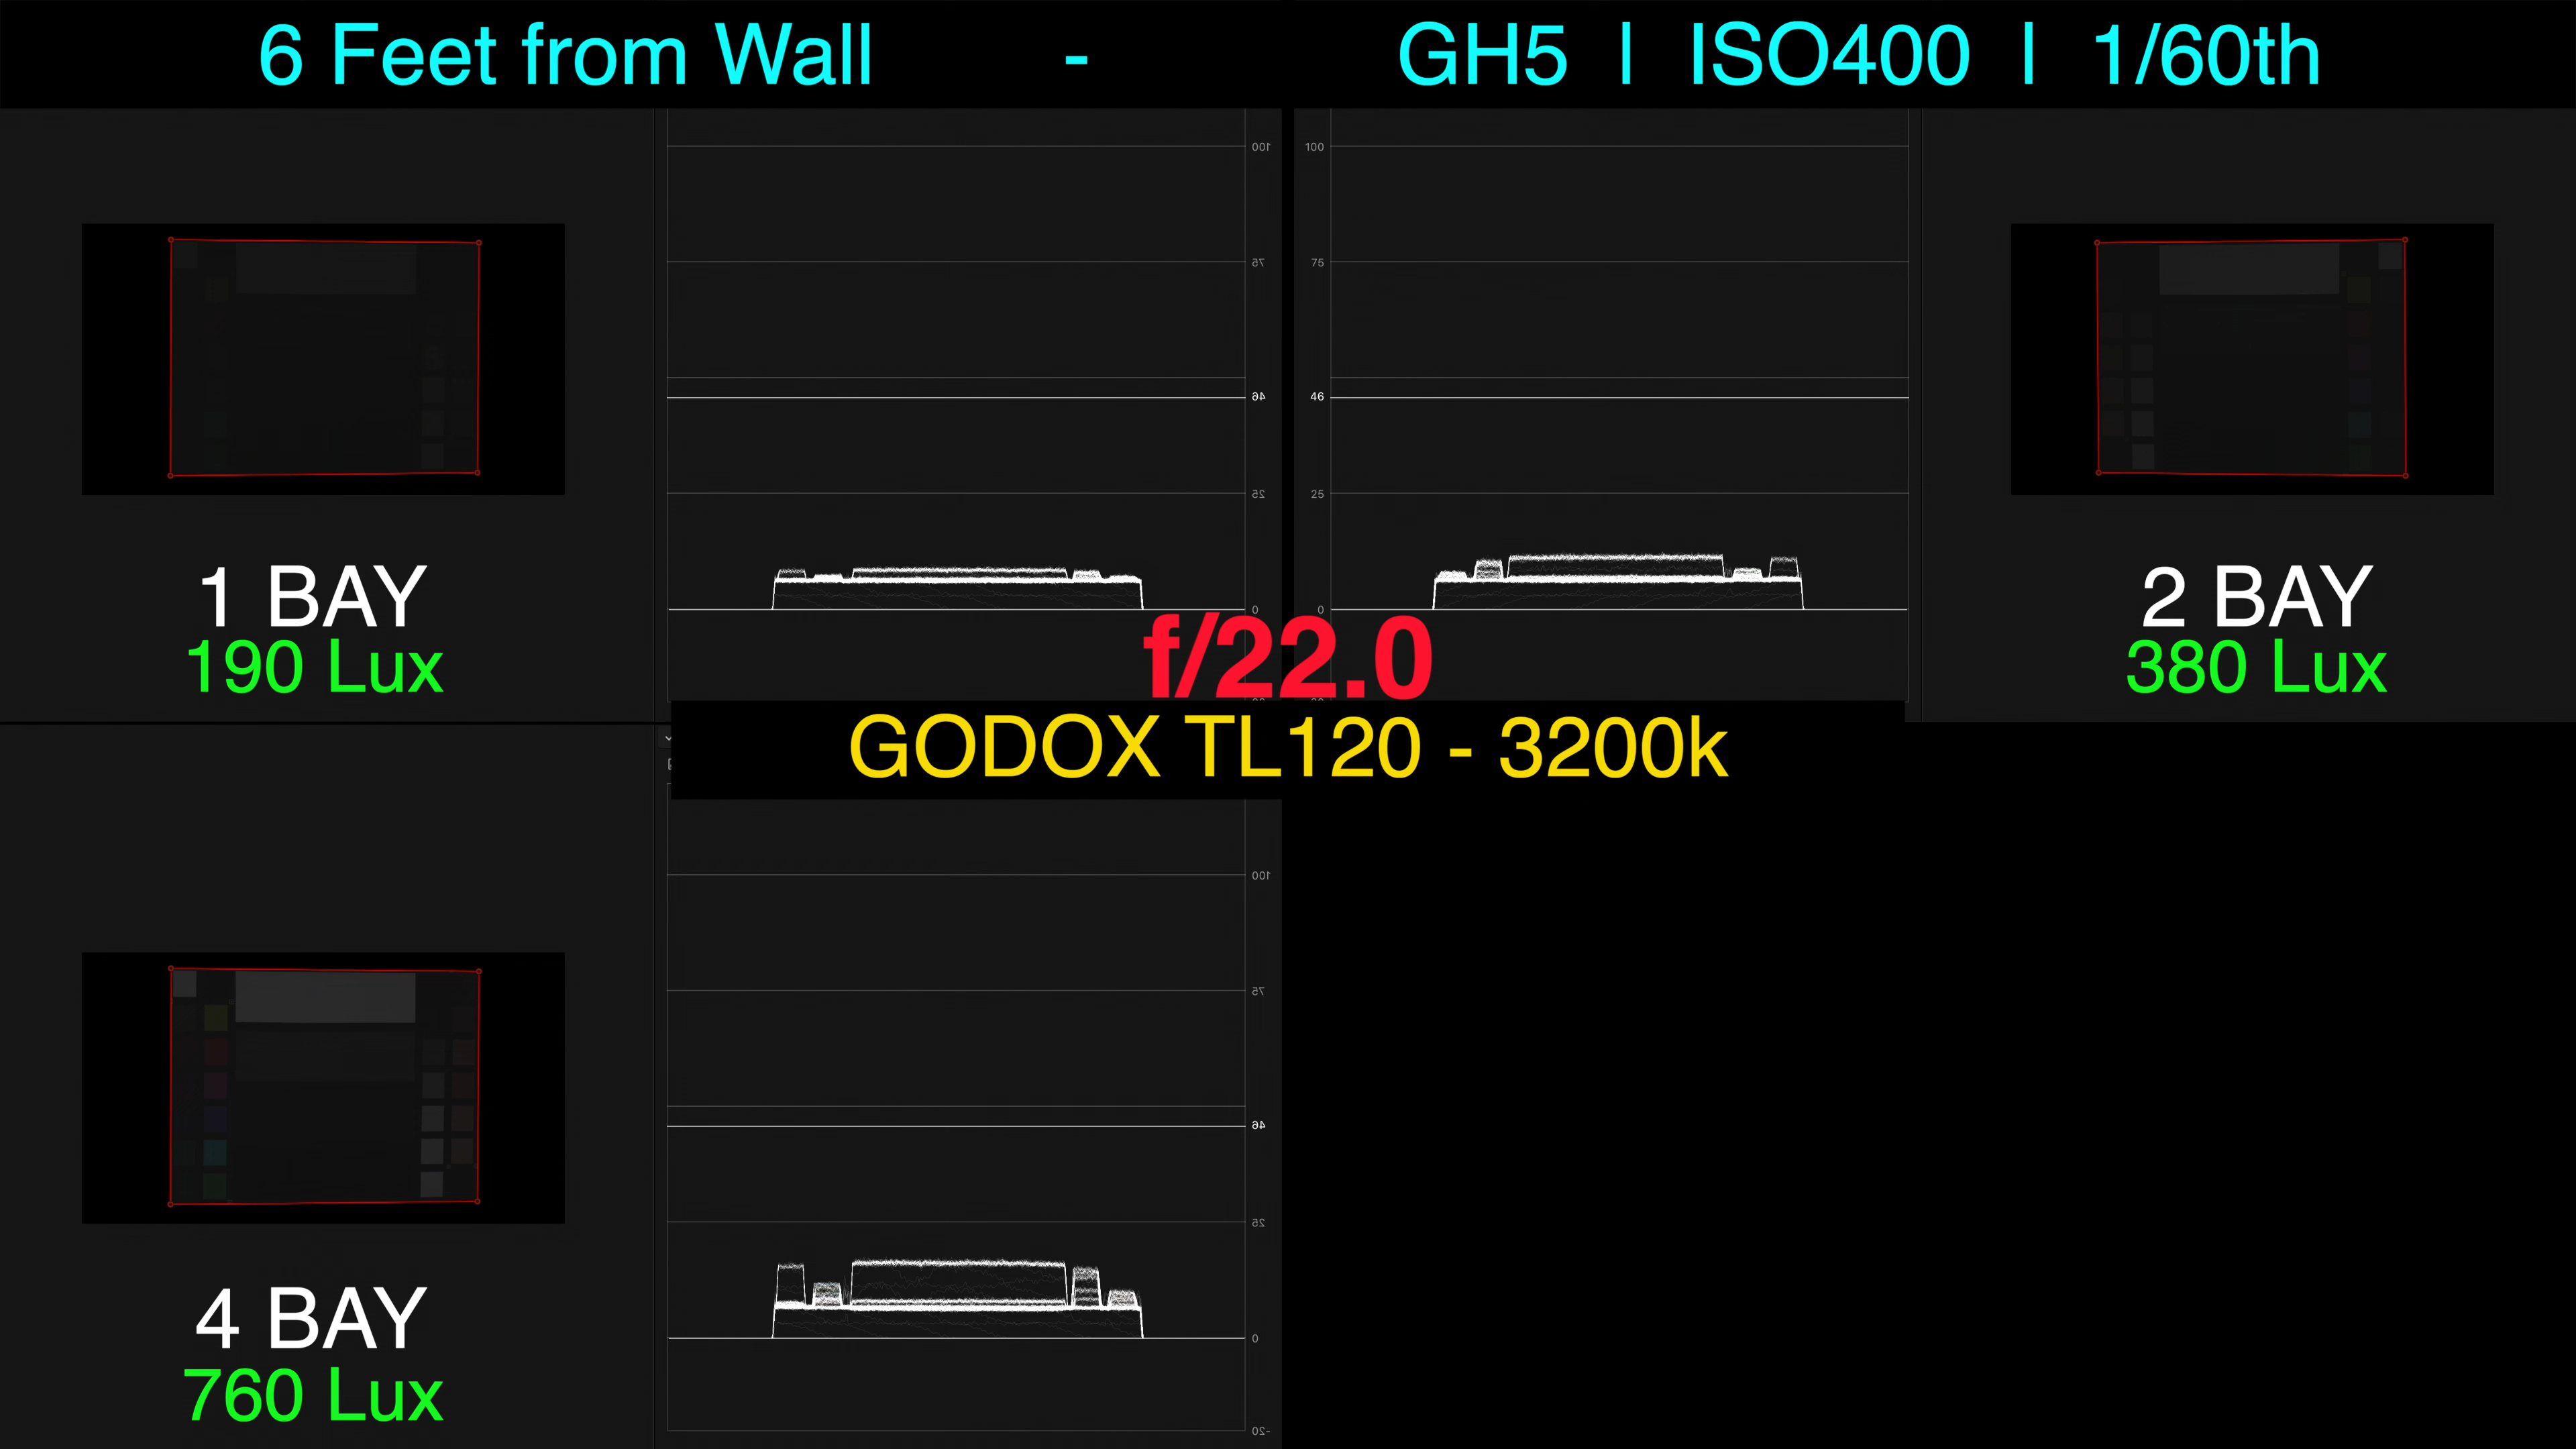 6 Feet from Wall - GH5 | ISO400 | 1/60th
100
100
75
75
46
46
25
25
0
0
1 BAY
190 Lux
2 BAY
380 Lux
f/22.0
GODOX TL120 - 3200k
100
75
46
25
0
-20
4 BAY
760 Lux